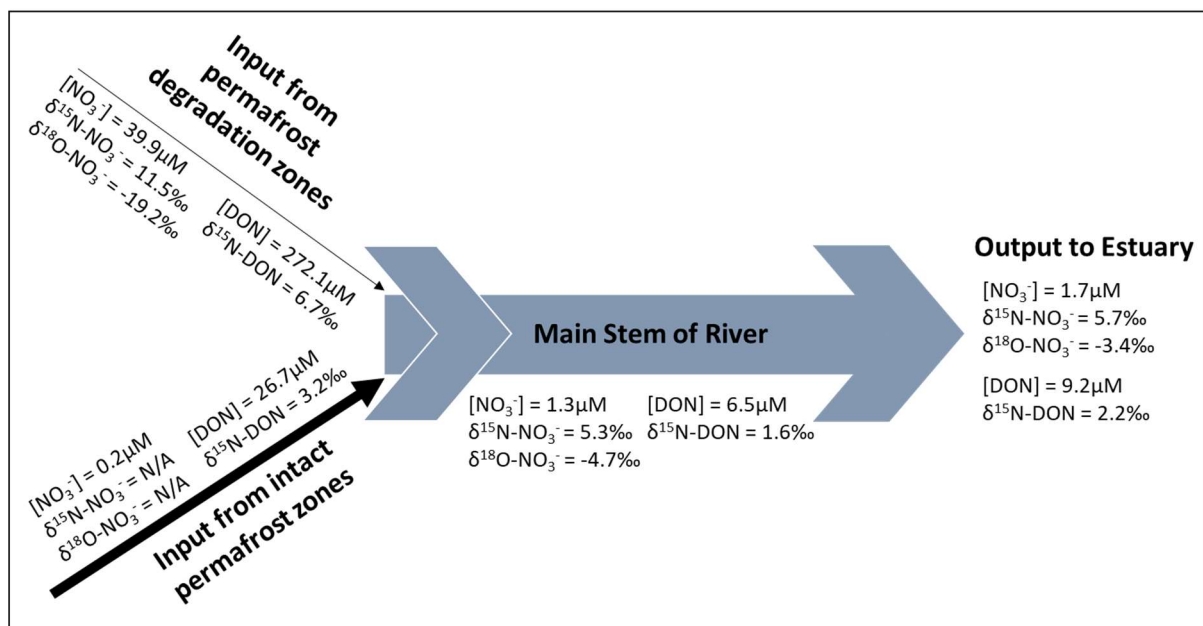 Input from
permafrost
degradation zones
[NO₃⁻] = 39.9µM
δ¹⁵N-NO₃⁻ = 11.5‰
δ¹⁸O-NO₃⁻ = -19.2‰
[DON] = 272.1µM
δ¹⁵N-DON = 6.7‰
[NO₃⁻] = 0.2µM
δ¹⁵N-NO₃⁻ = N/A
δ¹⁸O-NO₃⁻ = N/A
[DON] = 26.7µM
δ¹⁵N-DON = 3.2‰
Input from intact
permafrost zones
Main Stem of River
[NO₃⁻] = 1.3µM
δ¹⁵N-NO₃⁻ = 5.3‰
δ¹⁸O-NO₃⁻ = -4.7‰
[DON] = 6.5µM
δ¹⁵N-DON = 1.6‰
Output to Estuary
[NO₃⁻] = 1.7µM
δ¹⁵N-NO₃⁻ = 5.7‰
δ¹⁸O-NO₃⁻ = -3.4‰
[DON] = 9.2µM
δ¹⁵N-DON = 2.2‰